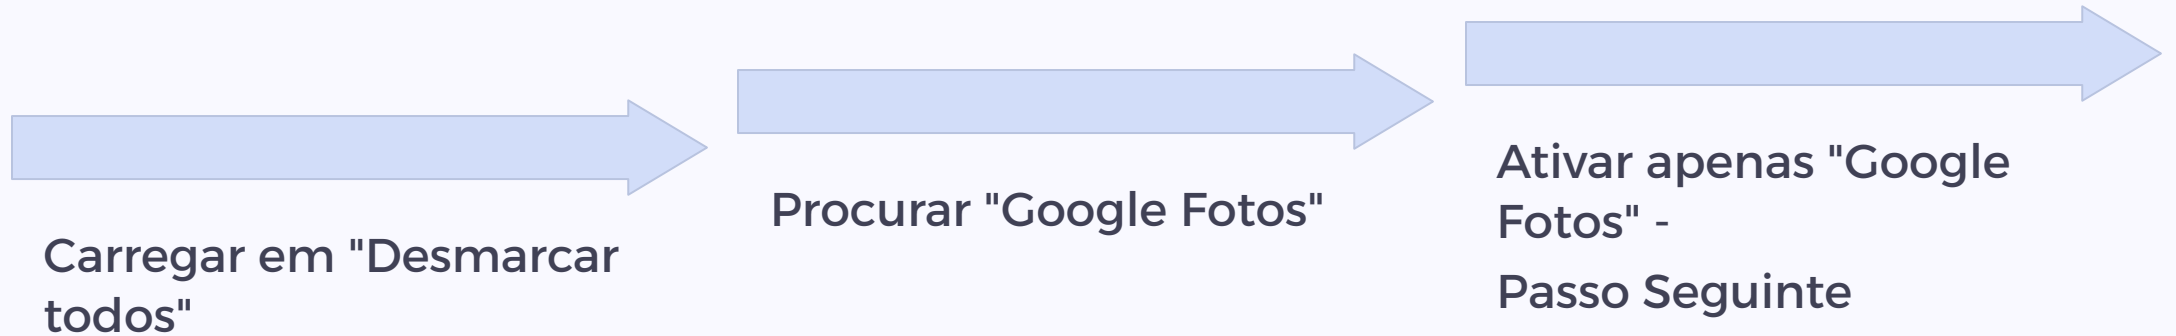 Carregar em "Desmarcar
todos"
Procurar "Google Fotos"
Ativar apenas "Google
Fotos" -
Passo Seguinte